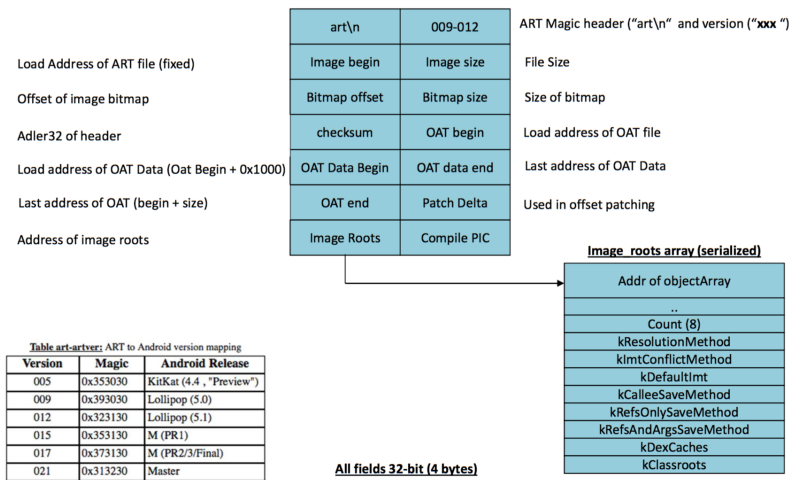 art\n 009-012 ART Magic header (“art\n“ and version (“xxx “)
Load Address of ART file (fixed) Image begin Image size File Size
Offset of image bitmap Bitmap offset Bitmap size Size of bitmap
Adler32 of header checksum OAT begin Load address of OAT file
Load address of OAT Data (Oat Begin + 0x1000) OAT Data Begin OAT data end Last address of OAT Data
Last address of OAT (begin + size) OAT end Patch Delta Used in offset patching
Address of image roots Image Roots Compile PIC
Image_roots array (serialized)
Addr of objectArray
..
Count (8)
kResolutionMethod
kImtConflictMethod
kDefaultImt
kCalleeSaveMethod
kRefsOnlySaveMethod
kRefsAndArgsSaveMethod
kDexCaches
kClassroots
Table art-artver: ART to Android version mapping
Version Magic Android Release
005 0x353030 KitKat (4.4 , "Preview")
009 0x393030 Lollipop (5.0)
012 0x323130 Lollipop (5.1)
015 0x353130 M (PR1)
017 0x373130 M (PR2/3/Final)
021 0x313230 Master
All fields 32-bit (4 bytes)